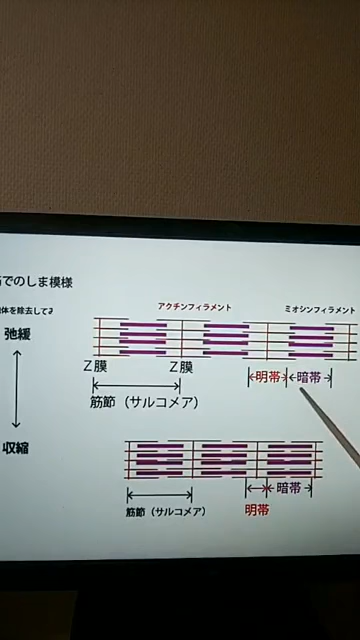 でのしま模様
体を除去して
アクチンフィラメント
ミオシンフィラメント
弛緩
Z膜 Z膜
明帯 暗帯
筋節（サルコメア）
収縮
暗帯
筋節（サルコメア） 明帯